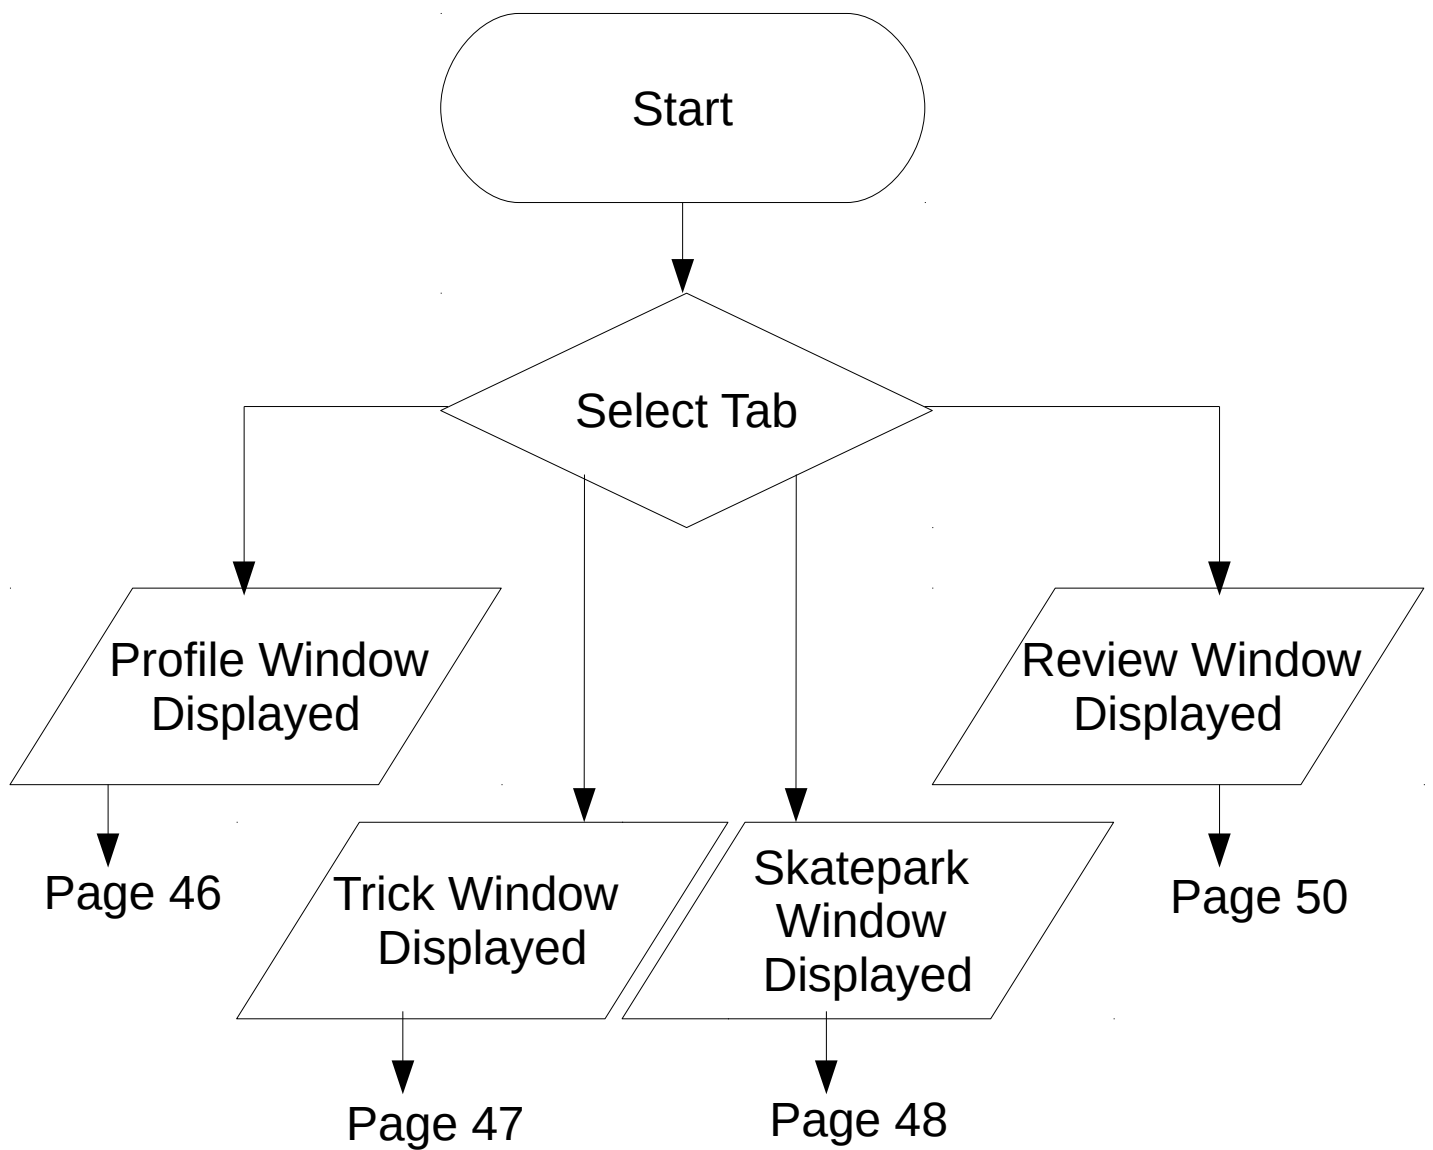 Start
Select Tab
Profile Window
Displayed
Review Window
Displayed
Page 46
Trick Window
Displayed
Skatepark
Window
Displayed
Page 50
Page 47
Page 48